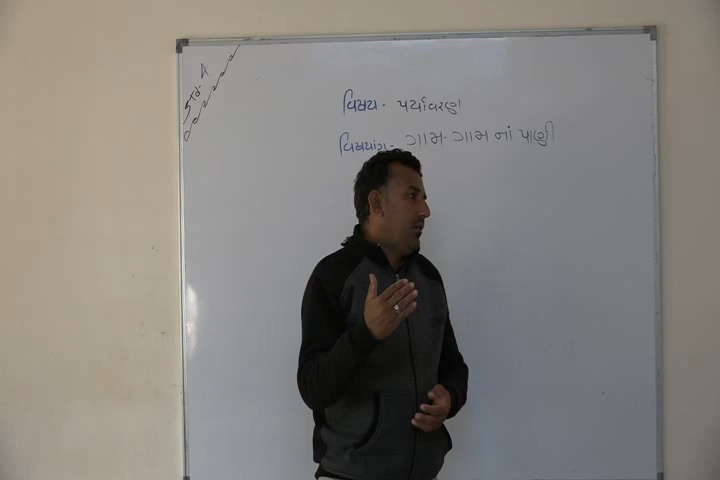 વિષય - પર્યાવરણ
વિષયાંગ - ગામ-ગામ નાં પાણી